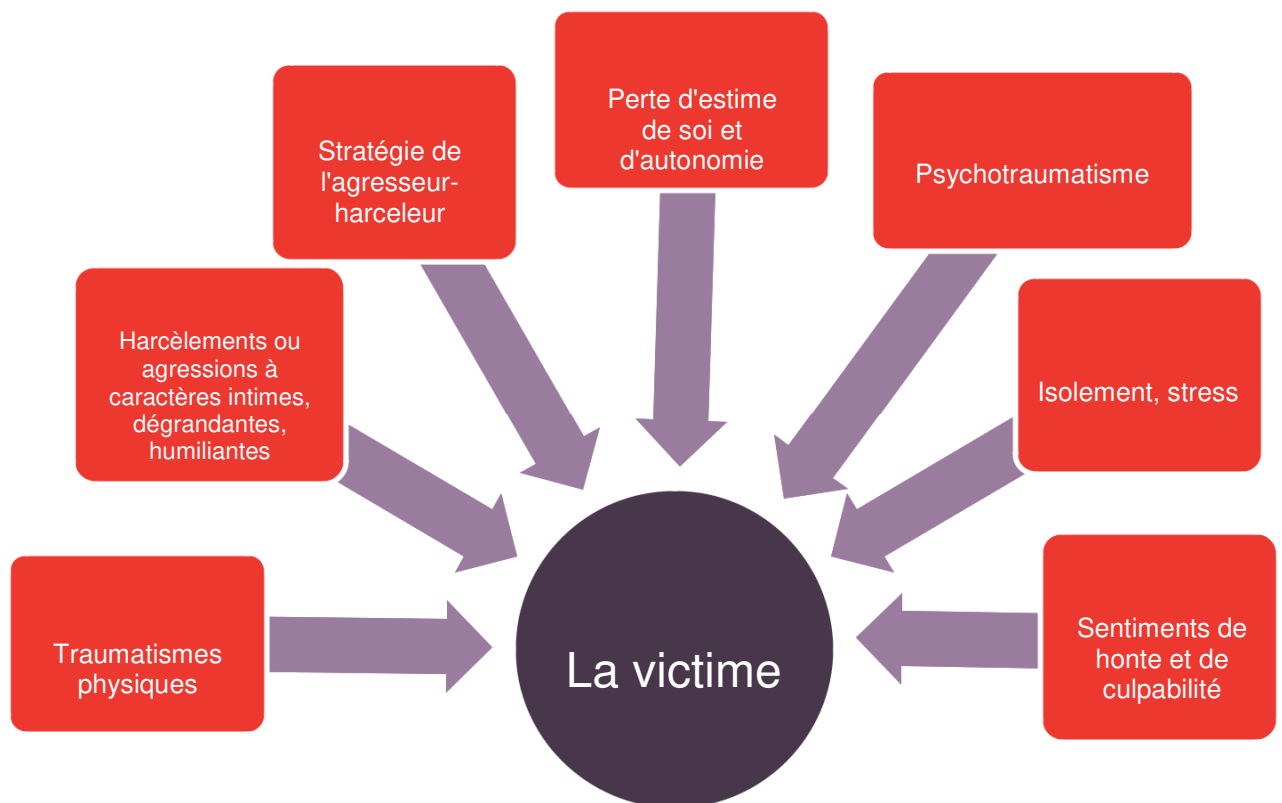 Perte d'estime
de soi et
d'autonomie
Stratégie de
l'agresseur-
harceleur
Psychotraumatisme
Harcèlements ou
agressions à
caractères intimes,
dégrandantes,
humiliantes
Isolement, stress
Traumatismes
physiques
La victime
Sentiments de
honte et de
culpabilité